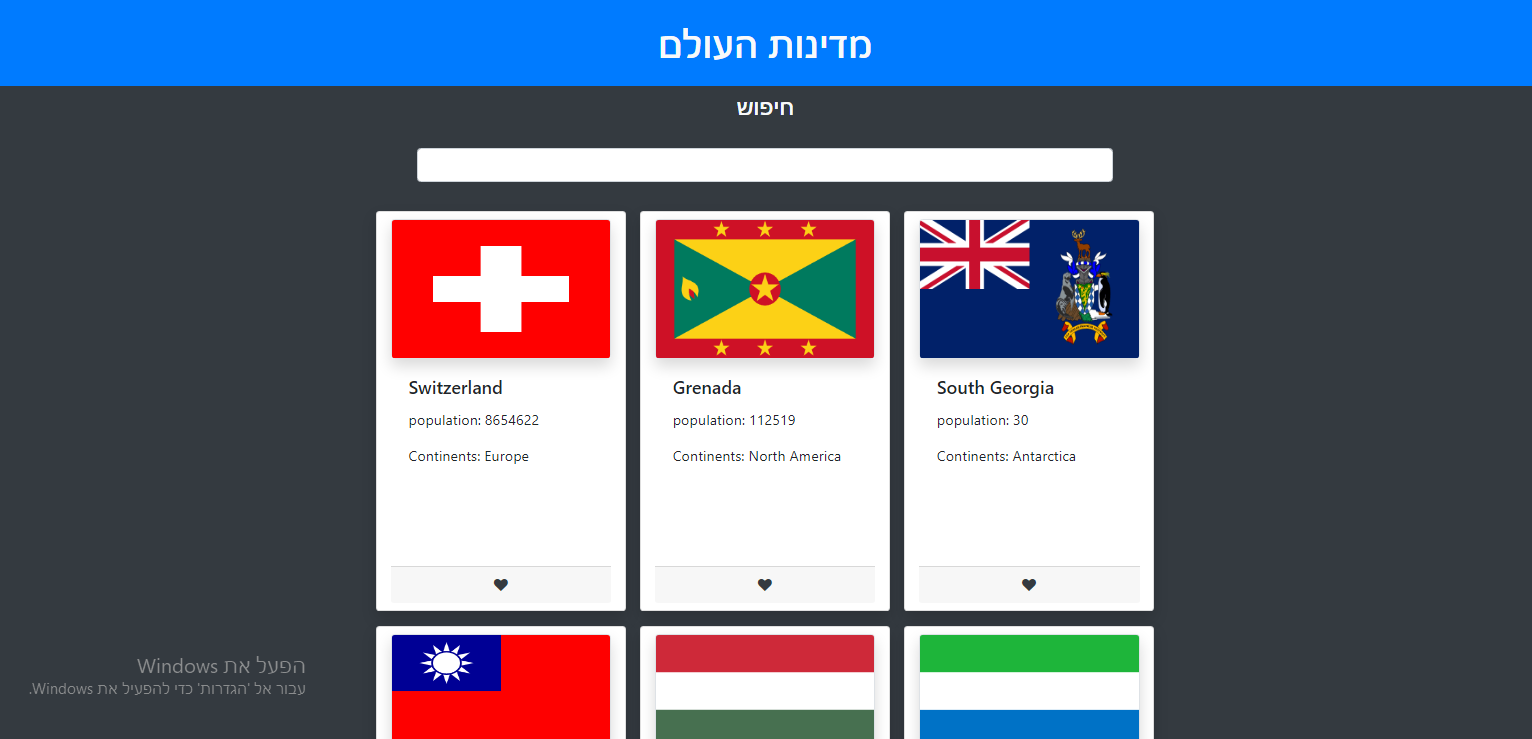 מדינות העולם
חיפוש
Switzerland
population: 8654622
Continents: Europe
Grenada
population: 112519
Continents: North America
South Georgia
population: 30
Continents: Antarctica
הפעל את Windows
עבור אל 'הגדרות' כדי להפעיל את Windows.